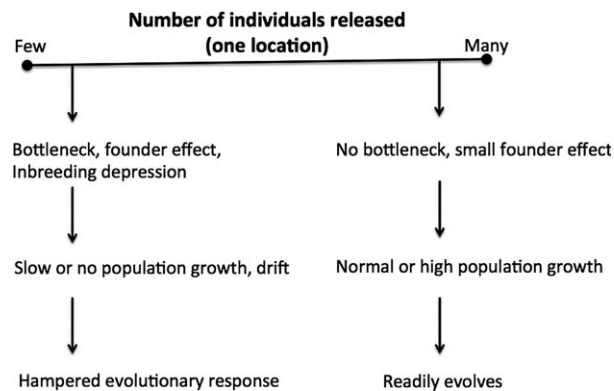 Number of individuals released
(one location)
Few
Many
Bottleneck, founder effect,
Inbreeding depression
No bottleneck, small founder effect
Slow or no population growth, drift
Normal or high population growth
Hampered evolutionary response
Readily evolves